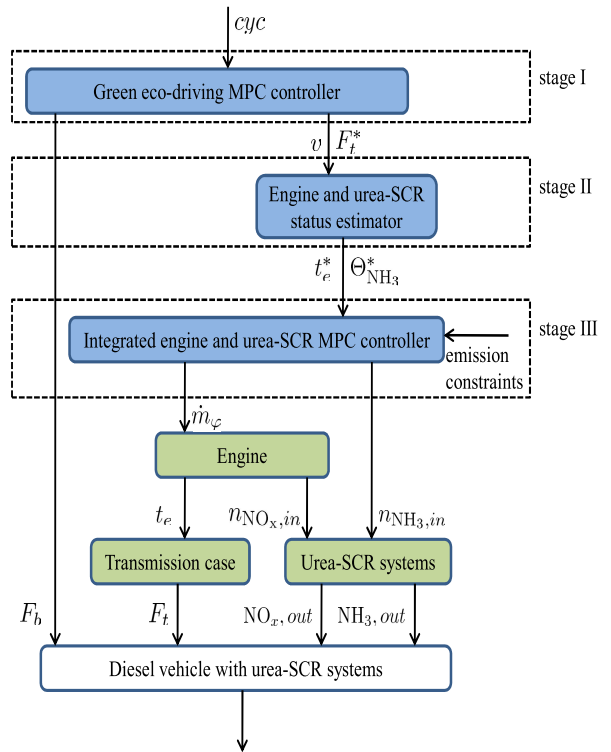 cyc
stage I
Green eco-driving MPC controller
v F*t
stage II
Engine and urea-SCR
status estimator
t*e Θ*NH3
stage III
Integrated engine and urea-SCR MPC controller
emission
constraints
ṁφ
Engine
te nNOx,in nNH3,in
Transmission case Urea-SCR systems
Fb Ft NOx,out NH3,out
Diesel vehicle with urea-SCR systems